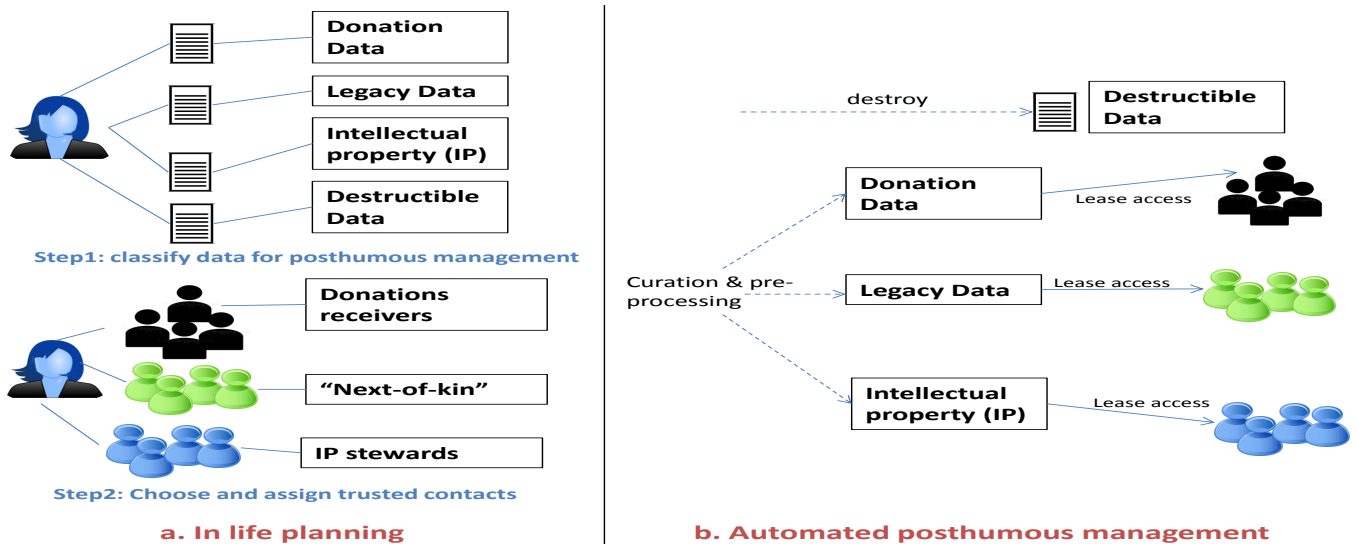 Donation
Data
Legacy Data
Intellectual
property (IP)
Destructible
Data
Step1: classify data for posthumous management
Donations
receivers
“Next-of-kin”
IP stewards
Step2: Choose and assign trusted contacts
a. In life planning
destroy
Destructible
Data
Donation
Data
Lease access
Curation & pre-
processing
Legacy Data
Lease access
Intellectual
property (IP)
Lease access
b. Automated posthumous management